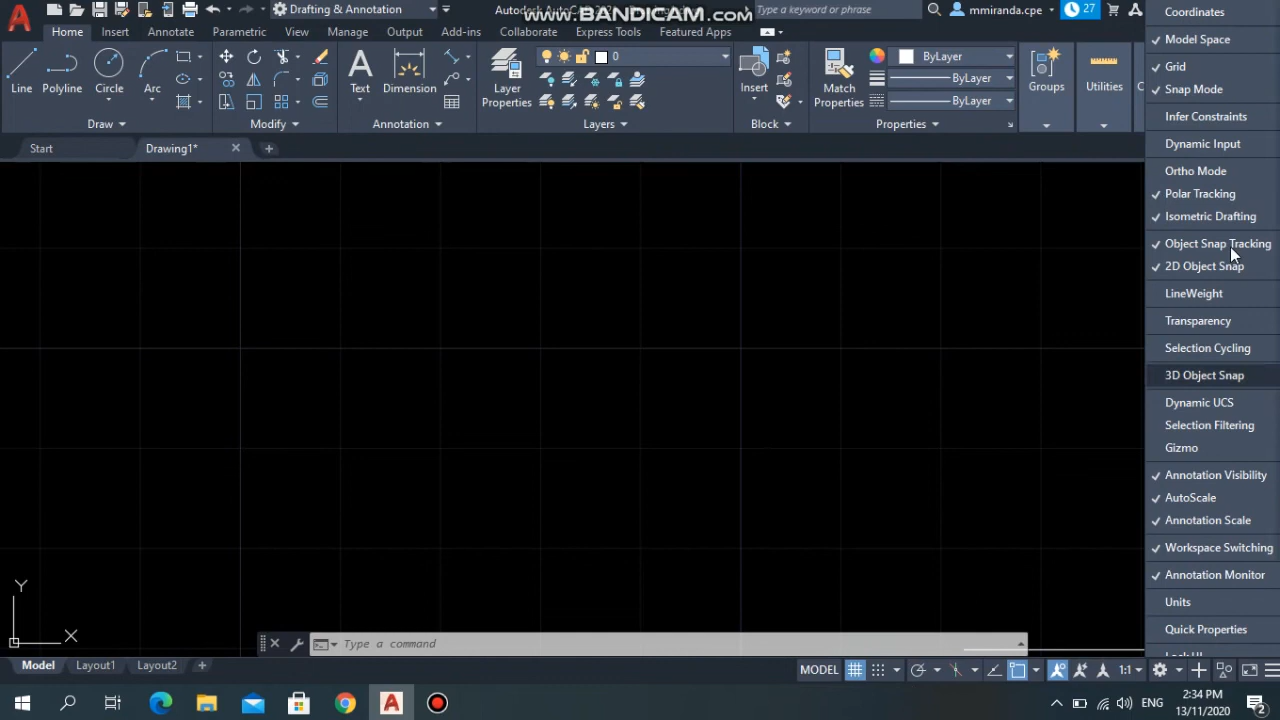 Drafting & Annotation
Autodesk AutoCAD
www.BANDICAM.com
Type a keyword or phrase
mmiranda.cpe
27
Home
Insert
Annotate
Parametric
View
Manage
Output
Add-ins
Collaborate
Express Tools
Featured Apps
Line
Polyline
Circle
Arc
Text
Dimension
Layer
Properties
0
Insert
Match
Properties
ByLayer
ByLayer
ByLayer
Groups
Utilities
C
Draw
Modify
Annotation
Layers
Block
Properties
Start
Drawing1*
Coordinates
Model Space
Grid
Snap Mode
Infer Constraints
Dynamic Input
Ortho Mode
Polar Tracking
Isometric Drafting
Object Snap Tracking
2D Object Snap
LineWeight
Transparency
Selection Cycling
3D Object Snap
Dynamic UCS
Selection Filtering
Gizmo
Annotation Visibility
AutoScale
Annotation Scale
Workspace Switching
Annotation Monitor
Units
Quick Properties
Y
X
Type a command
Model
Layout1
Layout2
MODEL
1:1
ENG
2:34 PM
13/11/2020
2